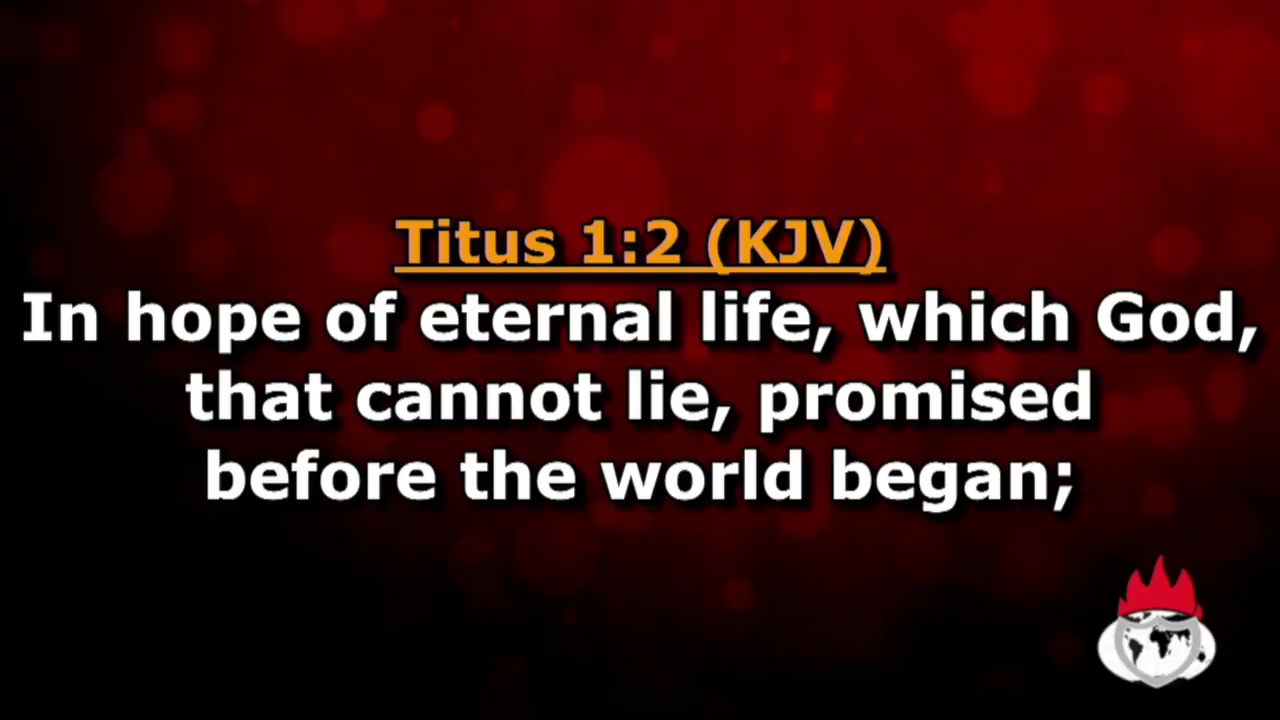 Titus 1:2 (KJV)
In hope of eternal life, which God,
that cannot lie, promised
before the world began;